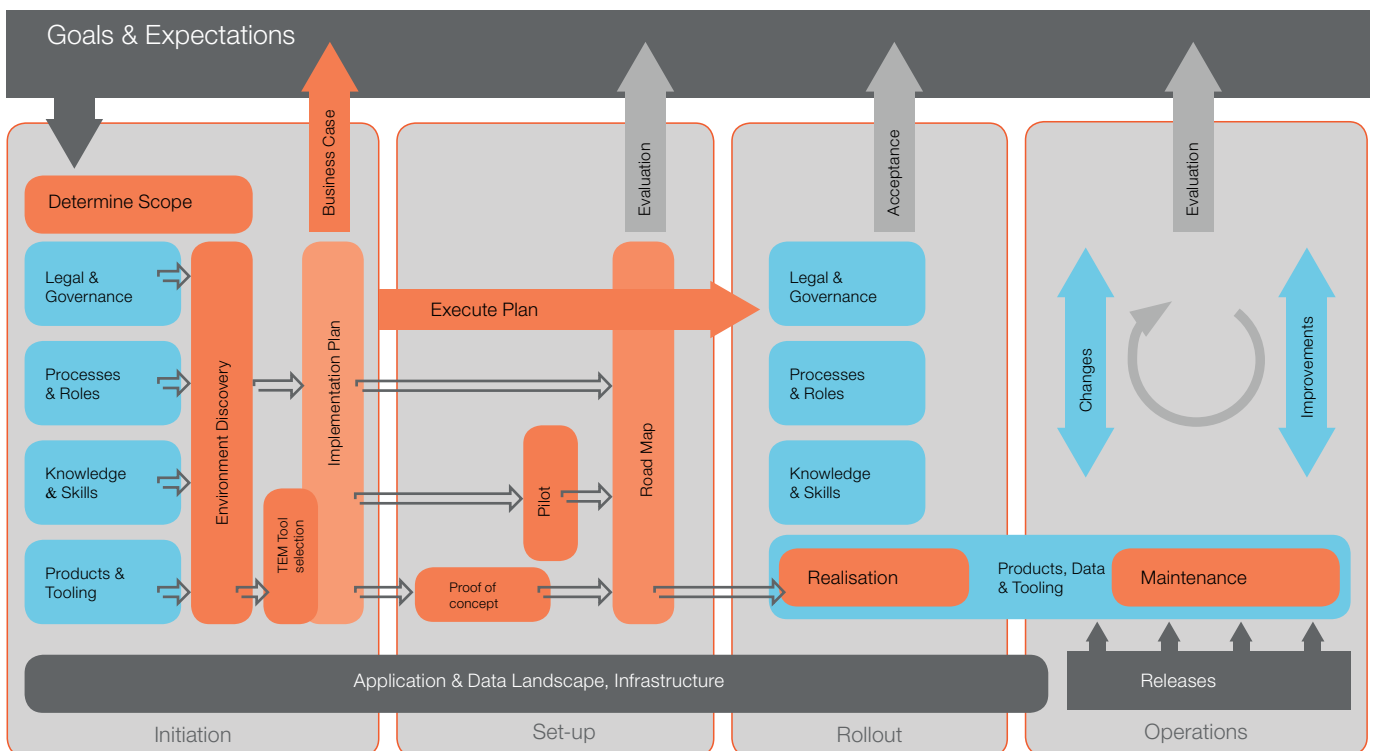 Goals & Expectations
Business Case
Evaluation
Acceptance
Evaluation
Determine Scope
Legal &
Governance
Processes
& Roles
Knowledge
& Skills
Products &
Tooling
Environment Discovery
TEM Tool
selection
Implementation Plan
Execute Plan
Pilot
Proof of
concept
Road Map
Legal &
Governance
Processes
& Roles
Knowledge
& Skills
Realisation
Products, Data
& Tooling
Maintenance
Changes
Improvements
Application & Data Landscape, Infrastructure
Releases
Initiation
Set-up
Rollout
Operations